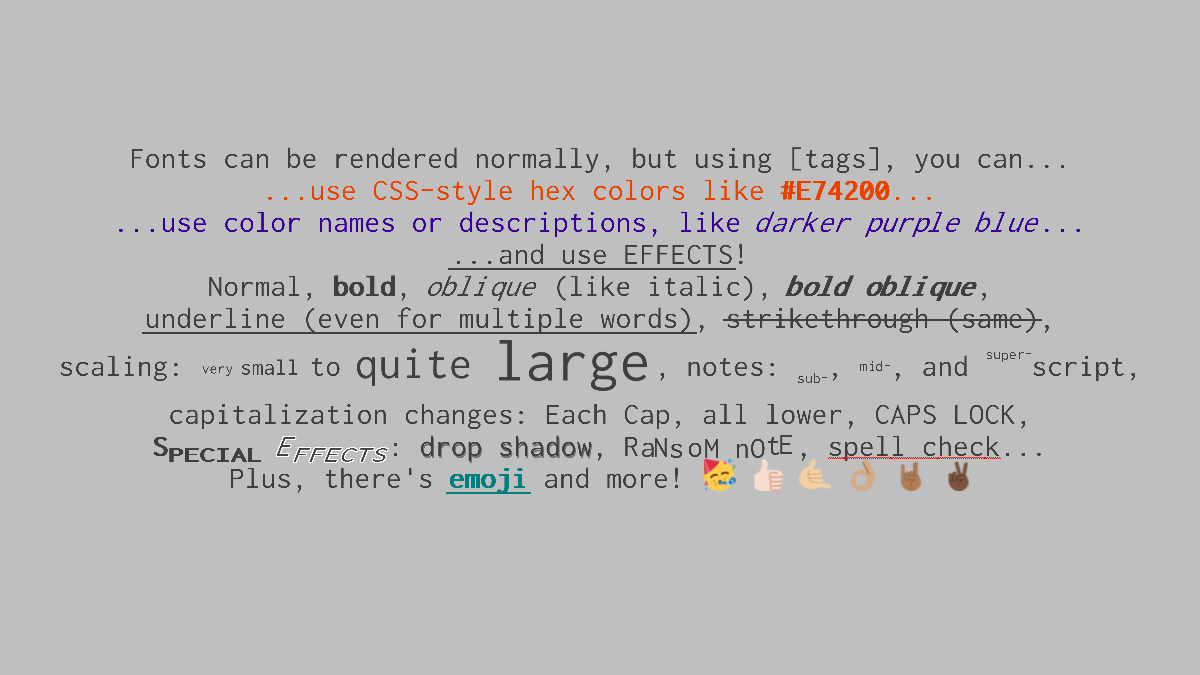 Fonts can be rendered normally, but using [tags], you can...
...use CSS-style hex colors like #E74200...
...use color names or descriptions, like darker purple blue...
...and use EFFECTS!
Normal, bold, oblique (like italic), bold oblique,
underline (even for multiple words), strikethrough (same),
scaling: very small to quite large, notes: sub-, mid-, and super-script,
capitalization changes: Each Cap, all lower, CAPS LOCK,
SPECIAL EFFECTS: drop shadow, RaNsoM nOtE, spell check...
Plus, there's emoji and more! 🥳 👍🏻 🤙🏼 👌🏽 🤘🏾 ✌🏿